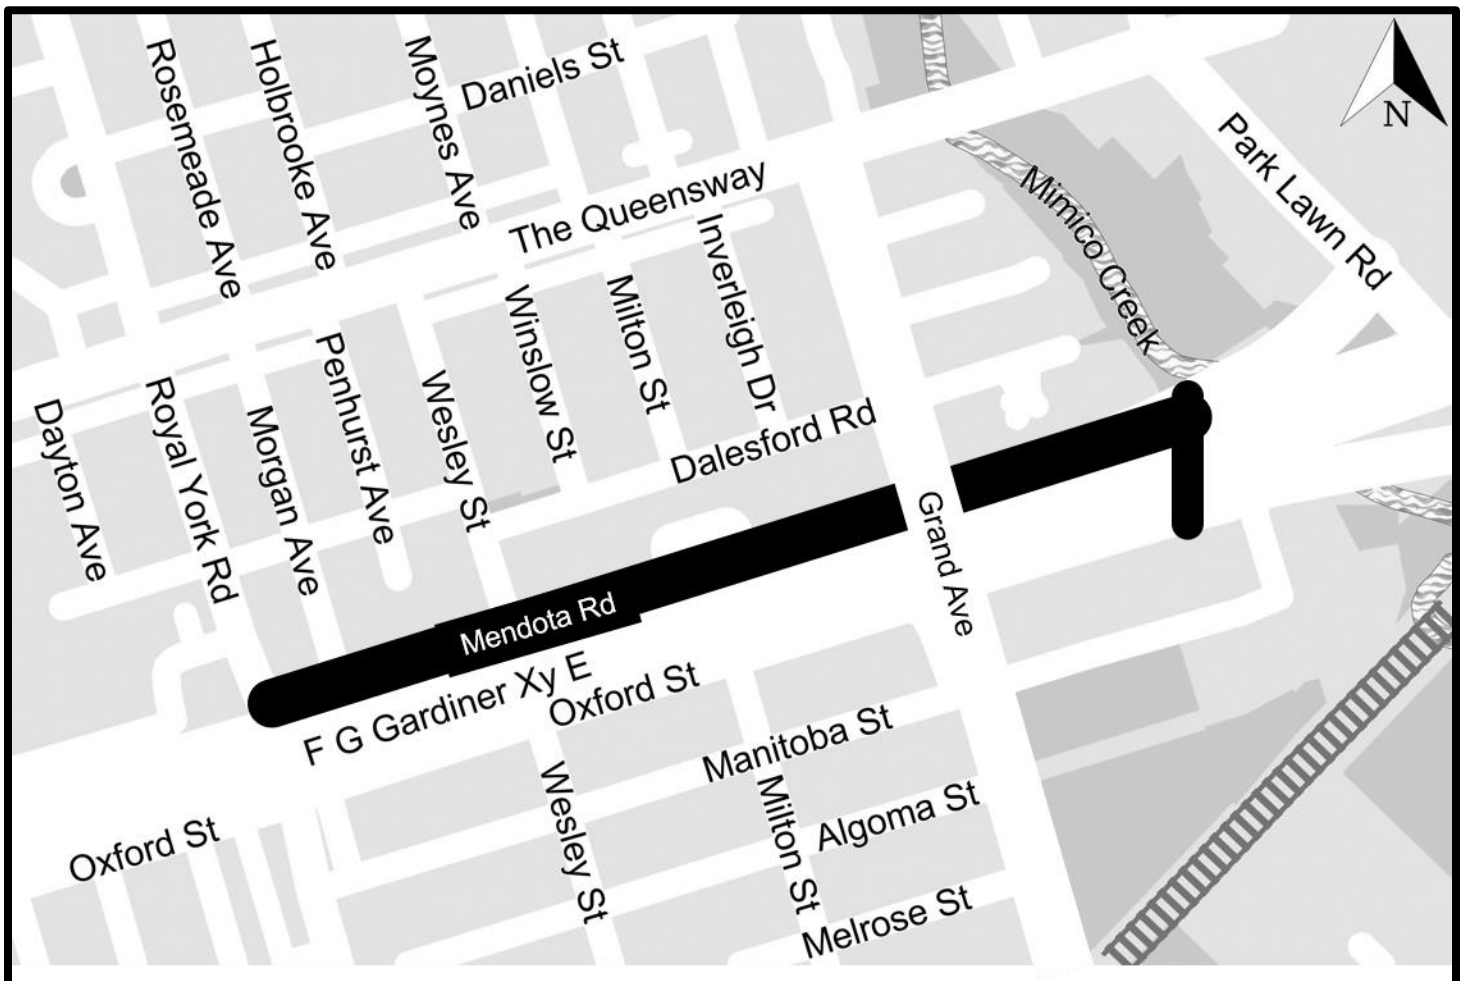 Rosemeade Ave
Holbrooke Ave
Moynes Ave
Daniels St
N
Park Lawn Rd
The Queensway
Mimico Creek
Inverleigh Dr
Milton St
Winslow St
Penhurst Ave
Wesley St
Royal York Rd
Dayton Ave
Morgan Ave
Dalesford Rd
Grand Ave
Mendota Rd
F G Gardiner Xy E
Oxford St
Manitoba St
Wesley St
Milton St
Algoma St
Oxford St
Melrose St